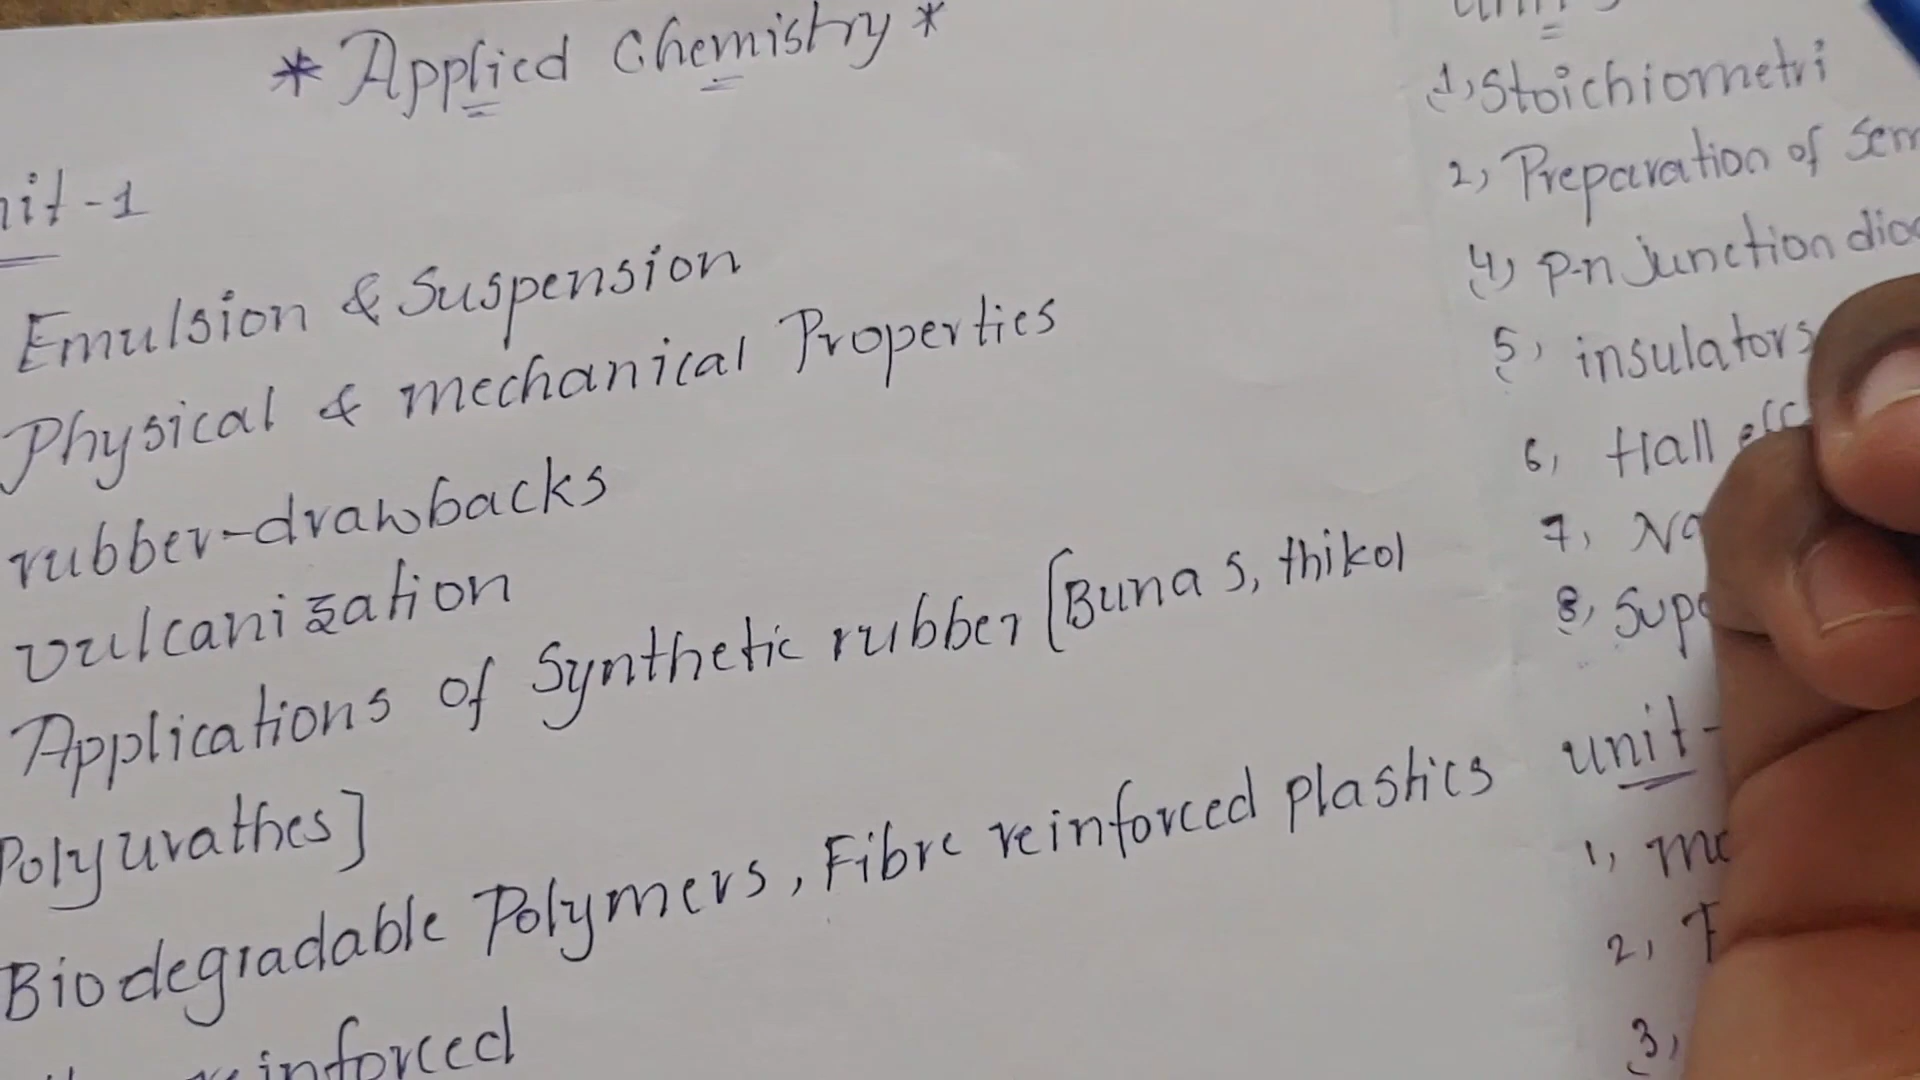 * Applied Chemistry *
-1
Emulsion & Suspension
Physical & mechanical Properties
rubber-drawbacks
vulcanization
Applications of Synthetic rubber [Buna S, thikol
Polyurathes]
Biodegradable Polymers, Fibre reinforced plastics
1) Stoichiometri
2) Preparation of
4) p-n junction
5, insulators
6, Hall
7,
8,
unit-
1,
2,
3,